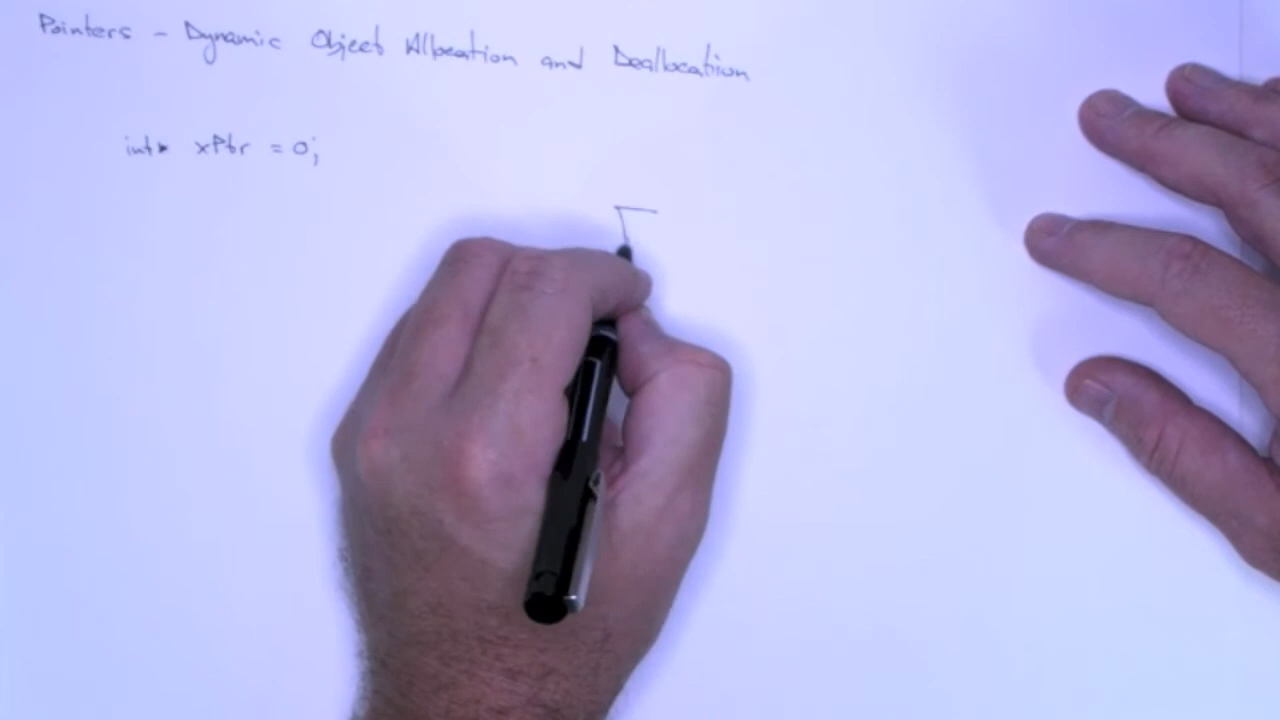 Pointers - Dynamic Object Allocation and Deallocation
int* xPtr = 0;